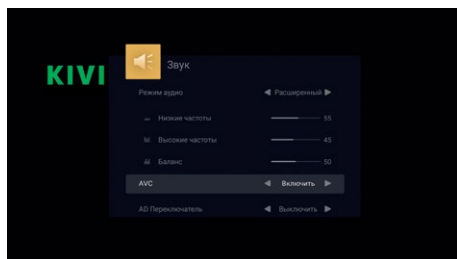 KIVI
Звук
Режим аудио ◀ Расширенный ▶
Низкие частоты 55
Высокие частоты 45
Баланс 50
AVC ◀ Включить ▶
AD Переключатель ◀ Выключить ▶